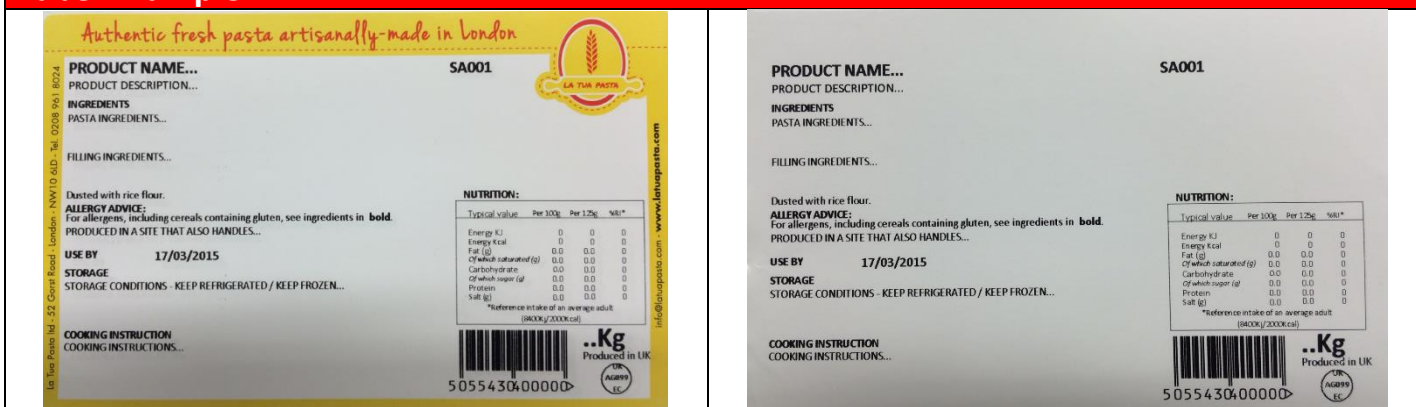 Authentic fresh pasta artisanally-made in London
LA TUA PASTA
La Tua Pasta ltd - 52 Gorst Road - London - NW10 6LD - Tel. 0208 961 8024
info@latuapasta.com - www.latuapasta.com
PRODUCT NAME... SA001
PRODUCT DESCRIPTION...
INGREDIENTS
PASTA INGREDIENTS...
FILLING INGREDIENTS...
Dusted with rice flour.
ALLERGY ADVICE:
For allergens, including cereals containing gluten, see ingredients in bold.
PRODUCED IN A SITE THAT ALSO HANDLES...
USE BY 17/03/2015
STORAGE
STORAGE CONDITIONS - KEEP REFRIGERATED / KEEP FROZEN...
COOKING INSTRUCTION
COOKING INSTRUCTIONS...
NUTRITION:
Typical value Per 100g Per 125g %RI*
Energy KJ 0 0 0
Energy Kcal 0 0 0
Fat (g) 0.0 0.0 0
Of which saturated (g) 0.0 0.0 0
Carbohydrate 0.0 0.0 0
Of which sugar (g) 0.0 0.0 0
Protein 0.0 0.0 0
Salt (g) 0.0 0.0 0
*Reference intake of an average adult
(8400Kj/2000Kcal)
..Kg
Produced in UK
UK
AG099
EC
5055430400000>
PRODUCT NAME... SA001
PRODUCT DESCRIPTION...
INGREDIENTS
PASTA INGREDIENTS...
FILLING INGREDIENTS...
Dusted with rice flour.
ALLERGY ADVICE:
For allergens, including cereals containing gluten, see ingredients in bold.
PRODUCED IN A SITE THAT ALSO HANDLES...
USE BY 17/03/2015
STORAGE
STORAGE CONDITIONS - KEEP REFRIGERATED / KEEP FROZEN...
COOKING INSTRUCTION
COOKING INSTRUCTIONS...
NUTRITION:
Typical value Per 100g Per 125g %RI*
Energy KJ 0 0 0
Energy Kcal 0 0 0
Fat (g) 0.0 0.0 0
Of which saturated (g) 0.0 0.0 0
Carbohydrate 0.0 0.0 0
Of which sugar (g) 0.0 0.0 0
Protein 0.0 0.0 0
Salt (g) 0.0 0.0 0
*Reference intake of an average adult
(8400Kj/2000Kcal)
..Kg
Produced in UK
UK
AG099
EC
5055430400000>